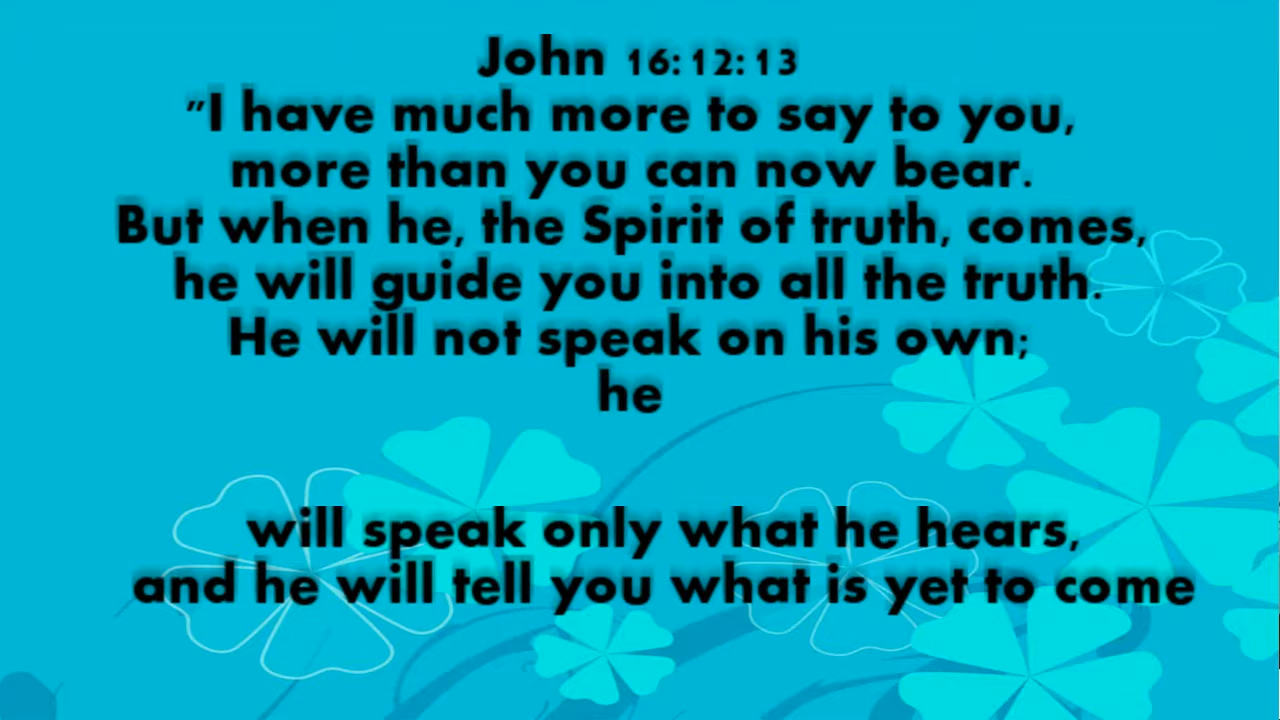 John 16:12:13
"I have much more to say to you,
more than you can now bear.
But when he, the Spirit of truth, comes,
he will guide you into all the truth.
He will not speak on his own;
he
will speak only what he hears,
and he will tell you what is yet to come